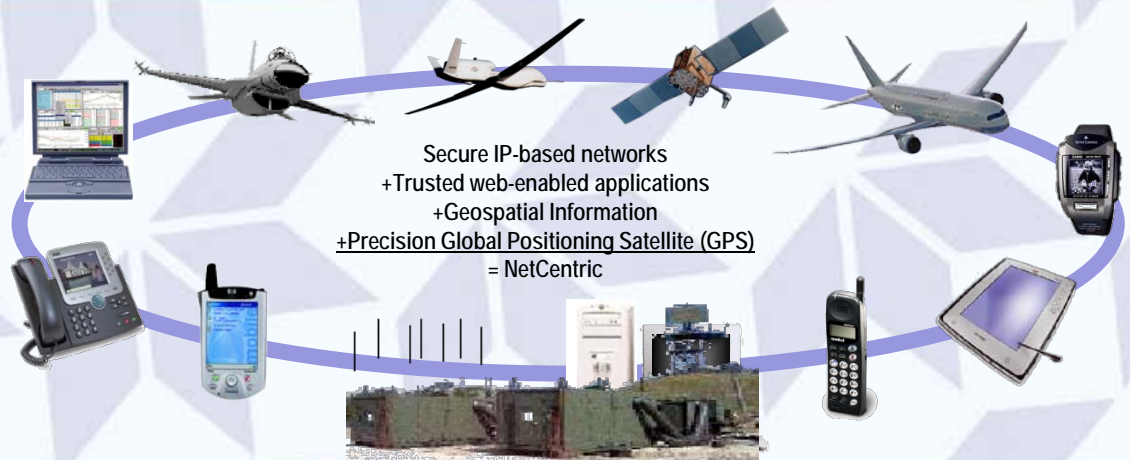 Secure IP-based networks
+Trusted web-enabled applications
+Geospatial Information
+Precision Global Positioning Satellite (GPS)
= NetCentric